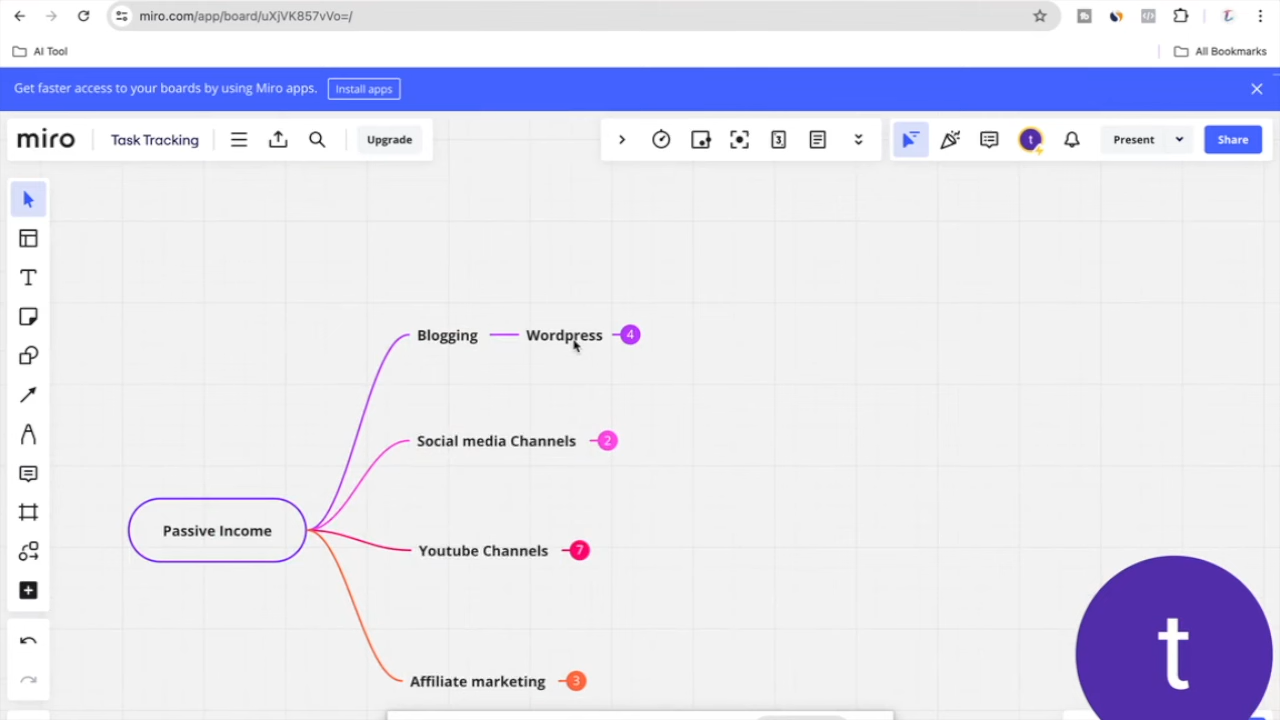 miro.com/app/board/uXjVK857vVo=/
AI Tool
All Bookmarks
Get faster access to your boards by using Miro apps.
Install apps
miro
Task Tracking
Upgrade
3
t
Present
Share
T
Blogging
Wordpress
4
Social media Channels
2
Passive Income
Youtube Channels
7
Affiliate marketing
3
t